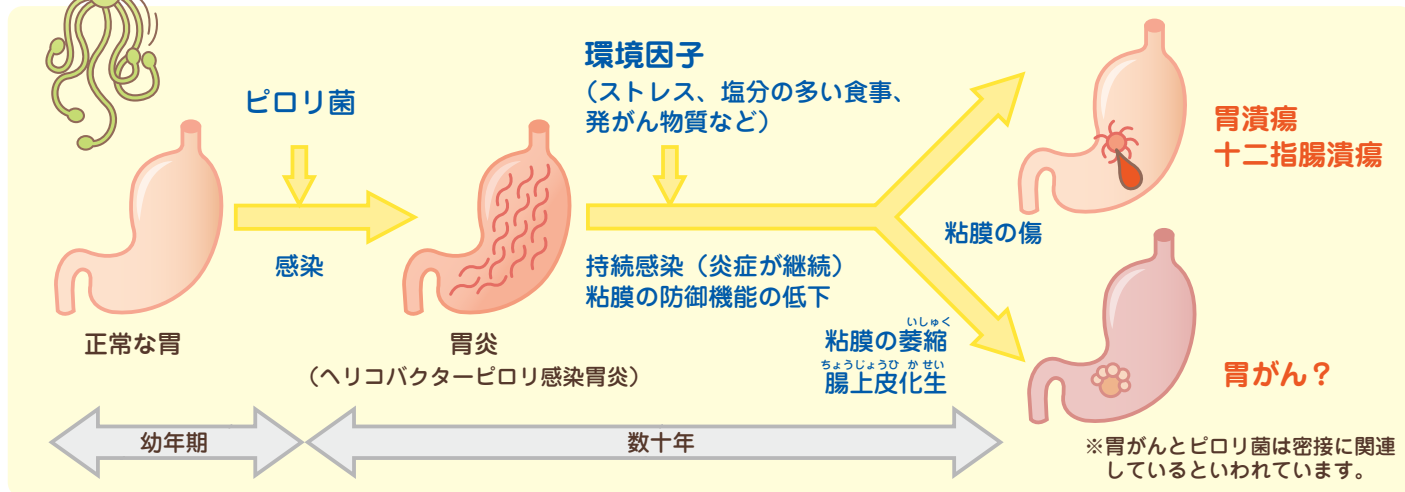 ピロリ菌
感染
正常な胃
胃炎
（ヘリコバクターピロリ感染胃炎）
環境因子
（ストレス、塩分の多い食事、
発がん物質など）
持続感染（炎症が継続）
粘膜の防御機能の低下
粘膜の傷
胃潰瘍
十二指腸潰瘍
いしゅく
粘膜の萎縮
ちょうじょうひ か せい
腸上皮化生
胃がん？
※胃がんとピロリ菌は密接に関連
しているといわれています。
幼年期
数十年